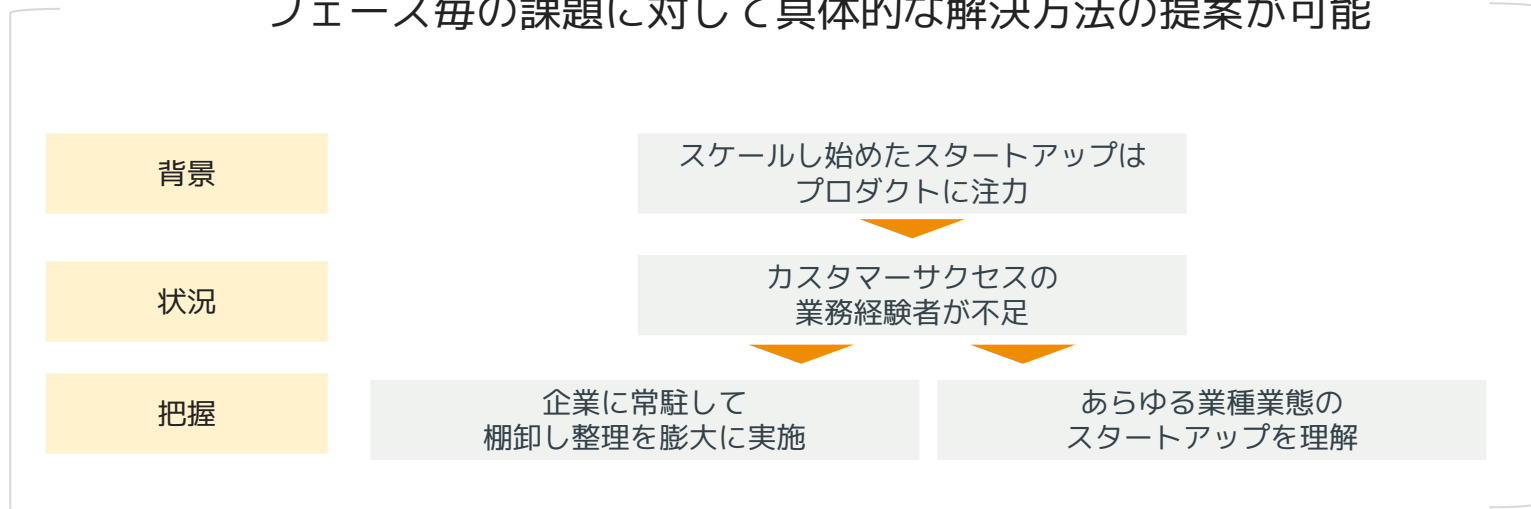 フェーズ毎の課題に対して具体的な解決方法の提案が可能
背景
スケールし始めたスタートアップは
プロダクトに注力
状況
カスタマーサクセスの
業務経験者が不足
把握
企業に常駐して
棚卸し整理を膨大に実施
あらゆる業種業態の
スタートアップを理解